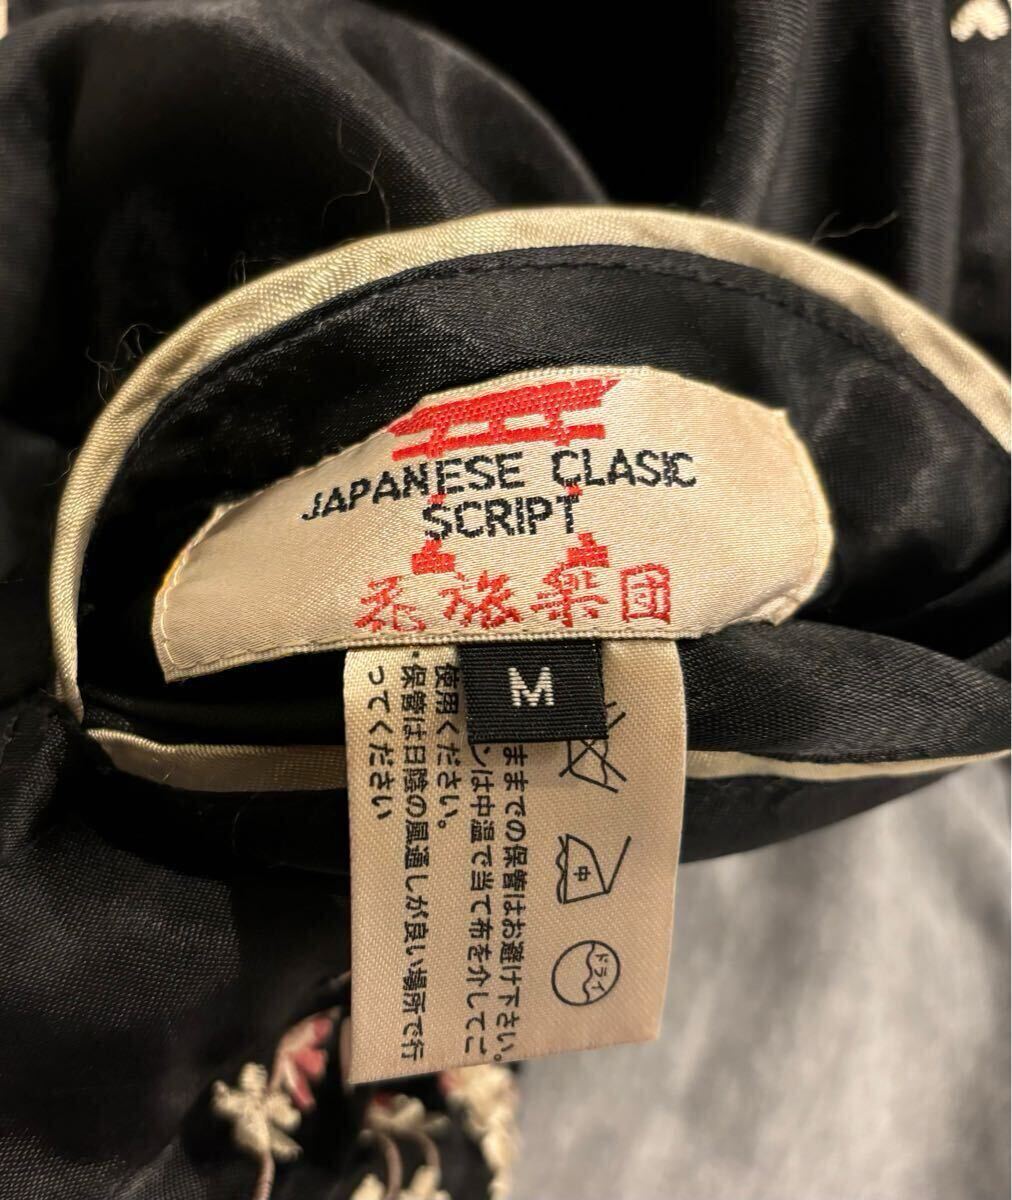 JAPANESE CLASIC
SCRIPT
花旅楽団
M
ままでの保管はお避け下さい。
ンは中温で当て布を介してご
使用ください。
・保管は日陰の風通しが良い場所で行
ってください
中
ドライ